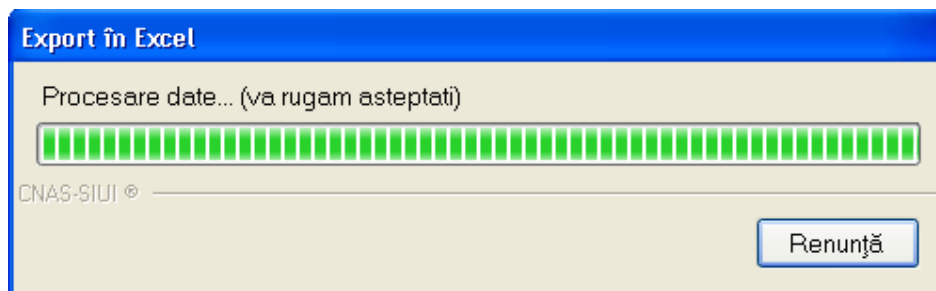 Export în Excel
Procesare date... (va rugam asteptati)
CNAS-SIUI ®
Renunţă